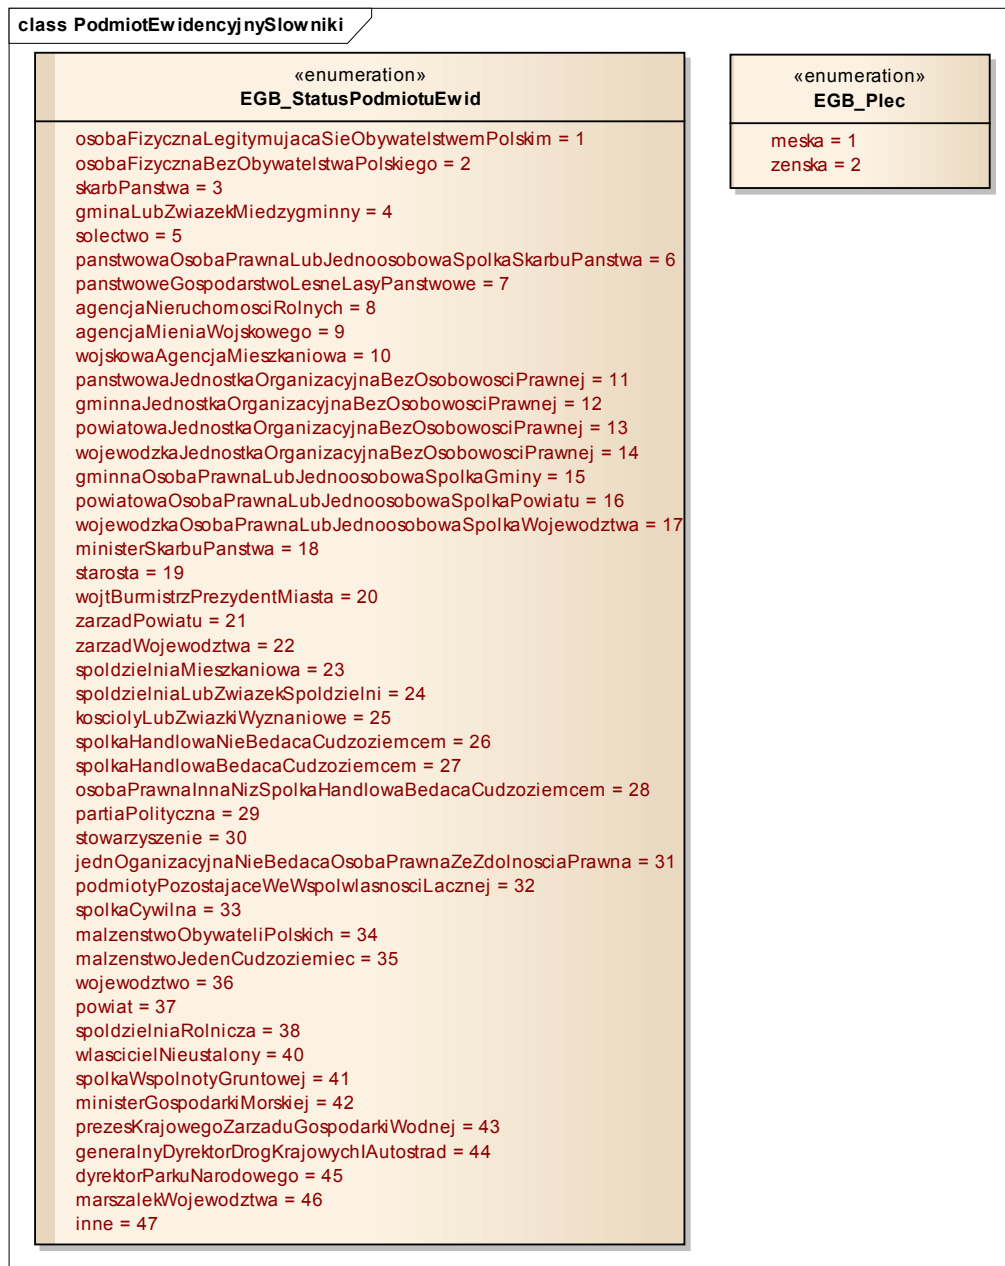 class PodmiotEwidencyjnySlowniki
«enumeration»
EGB_StatusPodmiotuEwid
osobaFizycznaLegitymujacaSieObywatelstwemPolskim = 1
osobaFizycznaBezObywatelstwaPolskiego = 2
skarbPanstwa = 3
gminaLubZwiazekMiedzygminny = 4
solectwo = 5
panstwowaOsobaPrawnaLubJednoosobowaSpolkaSkarbuPanstwa = 6
panstwoweGospodarstwoLesneLasyPanstwowe = 7
agencjaNieruchomosciRolnych = 8
agencjaMieniaWojskowego = 9
wojskowaAgencjaMieszkaniowa = 10
panstwowaJednostkaOrganizacyjnaBezOsobowosciPrawnej = 11
gminnaJednostkaOrganizacyjnaBezOsobowosciPrawnej = 12
powiatowaJednostkaOrganizacyjnaBezOsobowosciPrawnej = 13
wojewodzkaJednostkaOrganizacyjnaBezOsobowosciPrawnej = 14
gminnaOsobaPrawnaLubJednoosobowaSpolkaGminy = 15
powiatowaOsobaPrawnaLubJednoosobowaSpolkaPowiatu = 16
wojewodzkaOsobaPrawnaLubJednoosobowaSpolkaWojewodztwa = 17
ministerSkarbuPanstwa = 18
starosta = 19
wojtBurmistrzPrezydentMiasta = 20
zarzadPowiatu = 21
zarzadWojewodztwa = 22
spoldzielniaMieszkaniowa = 23
spoldzielniaLubZwiazekSpoldzielni = 24
kosciolyLubZwiazkiWyznaniowe = 25
spolkaHandlowaNieBedacaCudzoziemcem = 26
spolkaHandlowaBedacaCudzoziemcem = 27
osobaPrawnaInnaNizSpolkaHandlowaBedacaCudzoziemcem = 28
partiaPolityczna = 29
stowarzyszenie = 30
jednOganizacyjnaNieBedacaOsobaPrawnaZeZdolnosciaPrawna = 31
podmiotyPozostajaceWeWspolwlasnosciLacznej = 32
spolkaCywilna = 33
malzenstwoObywateliPolskich = 34
malzenstwoJedenCudzoziemiec = 35
wojewodztwo = 36
powiat = 37
spoldzielniaRolnicza = 38
wlascicielNieustalony = 40
spolkaWspolnotyGruntowej = 41
ministerGospodarkiMorskiej = 42
prezesKrajowegoZarzaduGospodarkiWodnej = 43
generalnyDyrektorDrogKrajowychIAutostrad = 44
dyrektorParkuNarodowego = 45
marszalekWojewodztwa = 46
inne = 47
«enumeration»
EGB_Plec
meska = 1
zenska = 2